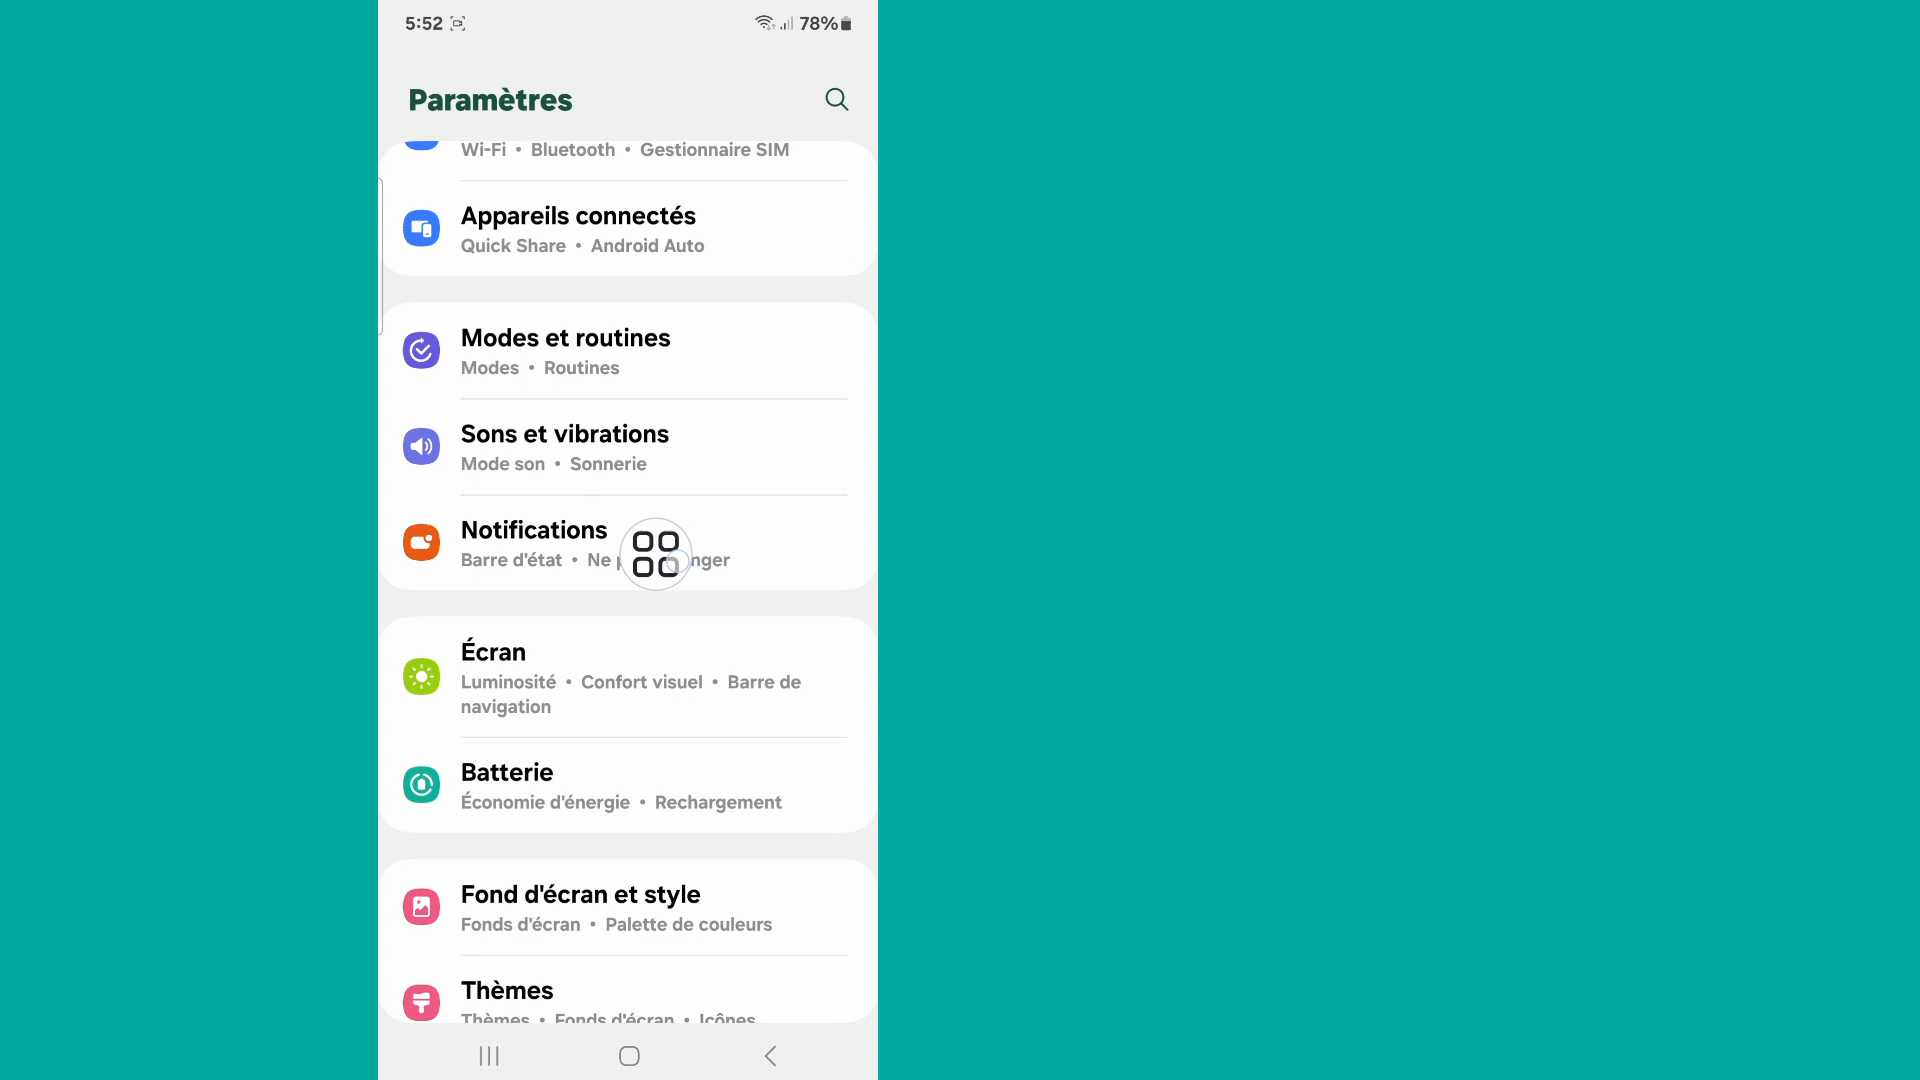 5:52
78%
Paramètres
Wi-Fi • Bluetooth • Gestionnaire SIM
Appareils connectés
Quick Share • Android Auto
Modes et routines
Modes • Routines
Sons et vibrations
Mode son • Sonnerie
Notifications
Barre d'état • Ne
Écran
Luminosité • Confort visuel • Barre de
navigation
Batterie
Économie d'énergie • Rechargement
Fond d'écran et style
Fonds d'écran • Palette de couleurs
Thèmes
Thèmes • Fonds d'écran • Icônes